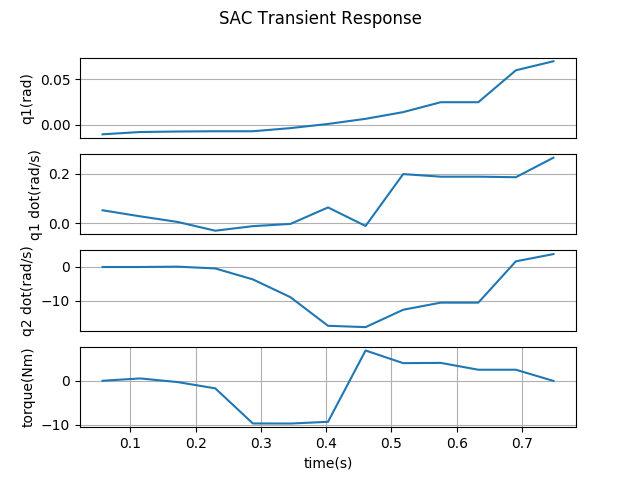 SAC Transient Response
q1(rad)
0.05
0.00
q1 dot(rad/s)
0.2
0.0
q2 dot(rad/s)
0
−10
torque(Nm)
0
−10
0.1 0.2 0.3 0.4 0.5 0.6 0.7
time(s)